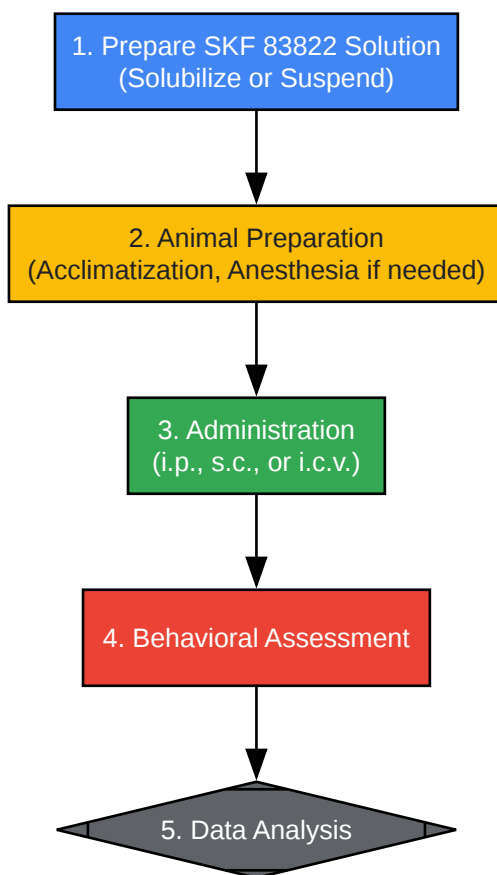 1. Prepare SKF 83822 Solution
(Solubilize or Suspend)
2. Animal Preparation
(Acclimatization, Anesthesia if needed)
3. Administration
(i.p., s.c., or i.c.v.)
4. Behavioral Assessment
5. Data Analysis